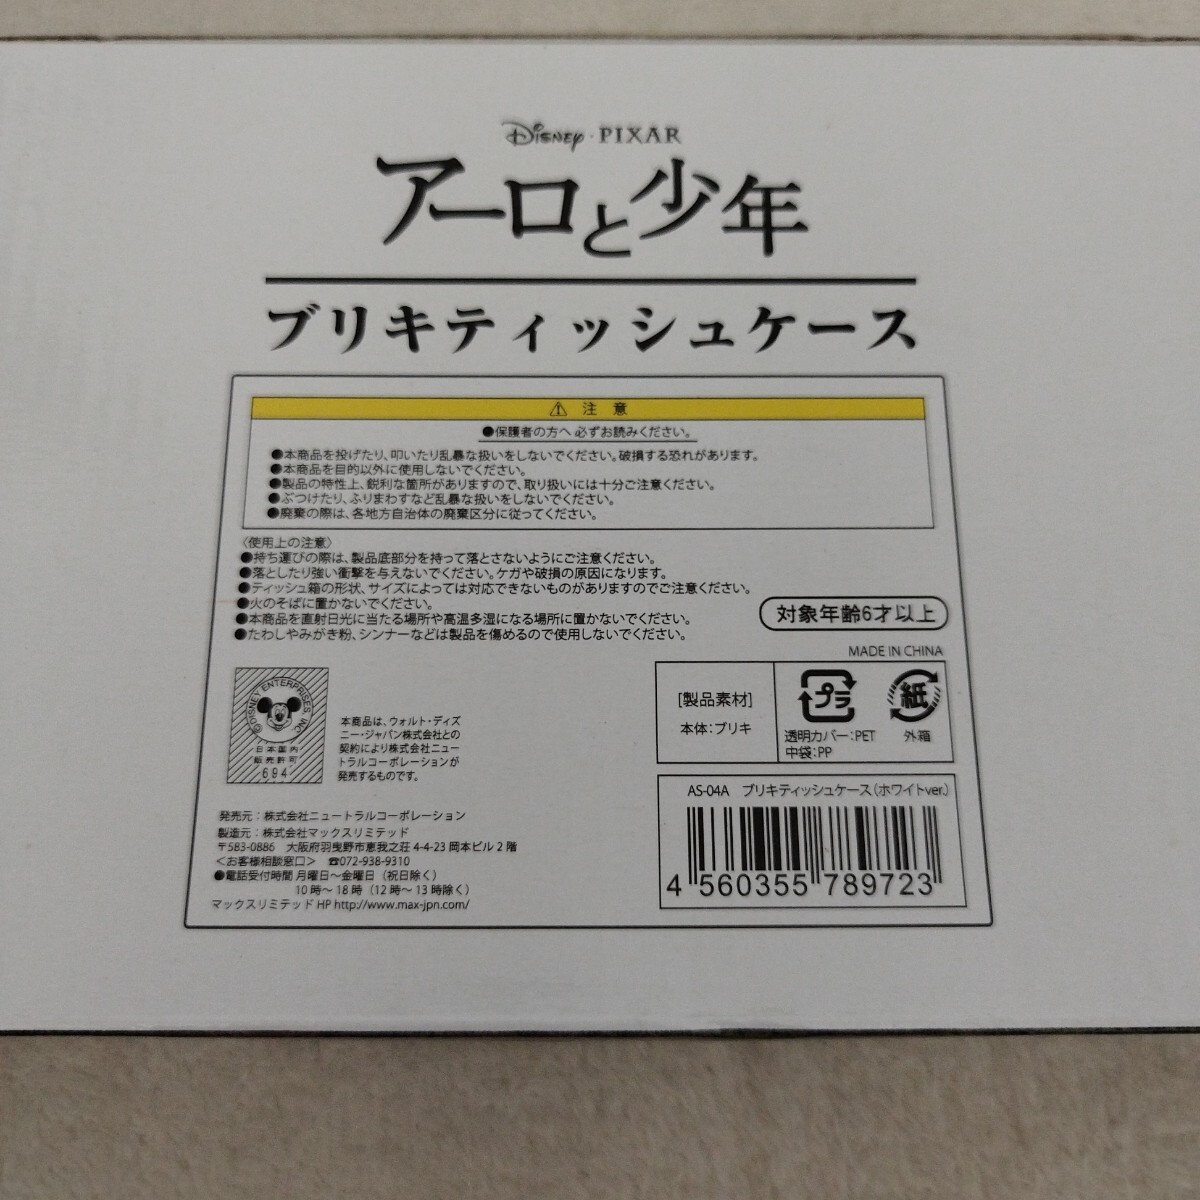 Disney・PIXAR
アーロと少年
ブリキティッシュケース
⚠ 注意
●保護者の方へ 必ずお読みください。
●本商品を投げたり、叩いたり乱暴な扱いをしないでください。破損する恐れがあります。
●本商品を目的以外に使用しないでください。
●製品の特性上、鋭利な箇所がありますので、取り扱いには十分ご注意ください。
●ぶつけたり、ふりまわすなど乱暴な扱いをしないでください。
●廃棄の際は、各地方自治体の廃棄区分に従ってください。
〈使用上の注意〉
●持ち運びの際は、製品底部分を持って落とさないようにご注意ください。
●落としたり強い衝撃を与えないでください。ケガや破損の原因になります。
●ティッシュ箱の形状、サイズによっては対応できないものがありますのでご注意ください。
●火のそばに置かないでください。
●本商品を直射日光に当たる場所や高温多湿になる場所に置かないでください。
●たわしやみがき粉、シンナーなどは製品を傷めるので使用しないでください。
対象年齢6才以上
MADE IN CHINA
[製品素材]
本体:ブリキ
プラ
透明カバー:PET
中袋:PP
紙
外箱
©DISNEY ENTERPRISES, INC.
日本国内
販売許可
694
本商品は、ウォルト・ディズ
ニー・ジャパン株式会社との
契約により株式会社ニュー
トラルコーポレーションが
発売するものです。
AS-04A ブリキティッシュケース(ホワイトver.)
4 560355 789723
発売元:株式会社ニュートラルコーポレーション
製造元:株式会社マックスリミテッド
〒583-0886 大阪府羽曳野市恵我之荘 4-4-23 岡本ビル 2 階
＜お客様相談窓口＞ ☎072-938-9310
●電話受付時間 月曜日〜金曜日(祝日除く)
10時〜18時(12時〜13時除く)
マックスリミテッド HP http://www.max-jpn.com/